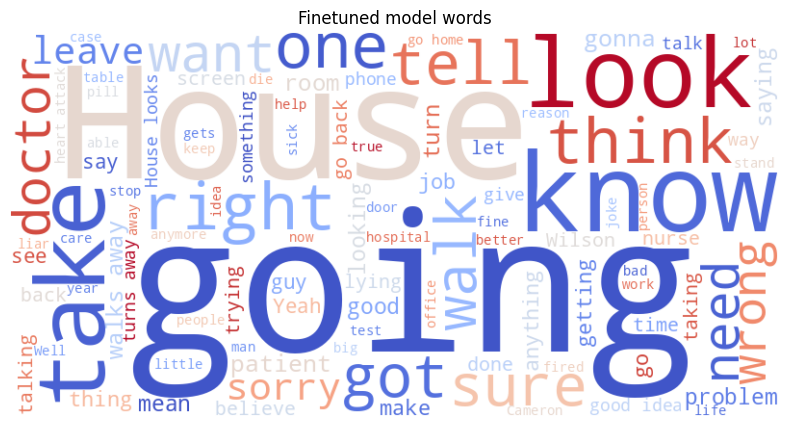 Finetuned model words
case
leave
want
one
go home
tell
look
gonna
talk
lot
saying
doctor
heart attack
table
pill
screen
die
room
phone
House
reason
able
say
House looks
gets
keep
something
help
sick
true
go back
turn
let
think
way
stand
know
take
stop
right
idea
looking
job
give
door
fine
joke
person
walk
liar
see
care
away
anymore
now
hospital
better
Wilson
nurse
wrong
back
year
walks away
turns away
going
trying
guy
Yeah
lying
good
office
getting
anything
bad
work
time
taking
need
people
test
Well
little
man
big
go
talking
thing
mean
patient
sorry
believe
got
make
done
sure
fired
Cameron
good idea
problem
life